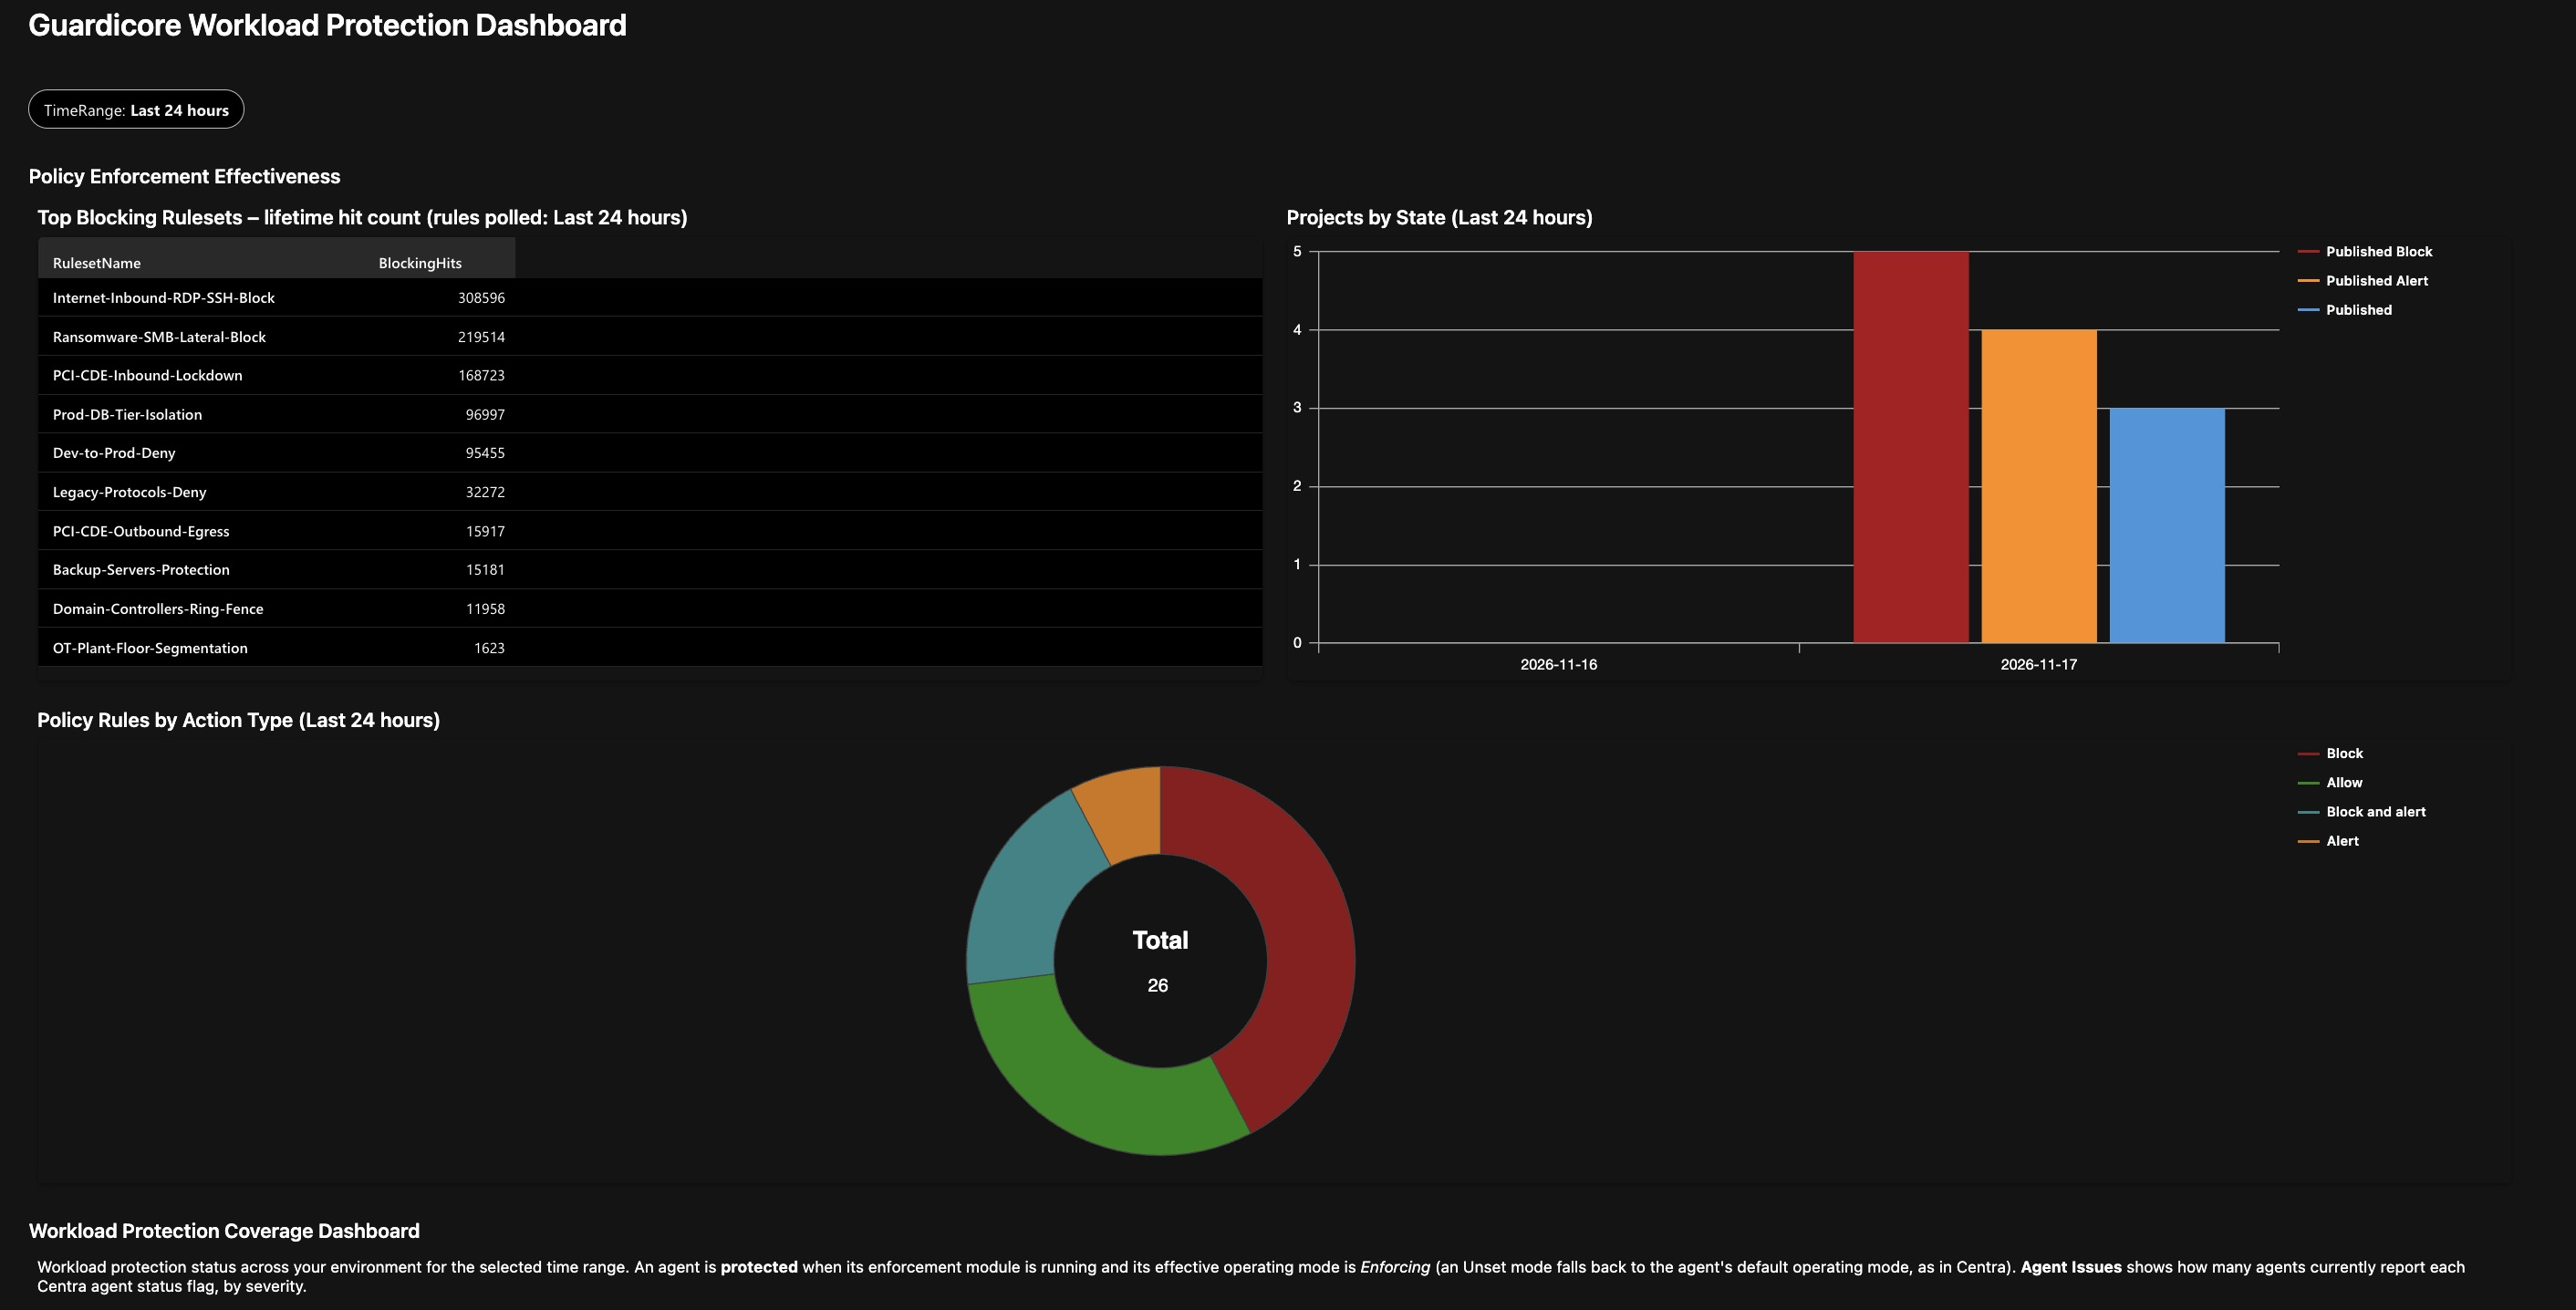 Guardicore Workload Protection Dashboard
TimeRange: Last 24 hours
Policy Enforcement Effectiveness
Top Blocking Rulesets – lifetime hit count (rules polled: Last 24 hours)
RulesetName BlockingHits
Internet-Inbound-RDP-SSH-Block 308596
Ransomware-SMB-Lateral-Block 219514
PCI-CDE-Inbound-Lockdown 168723
Prod-DB-Tier-Isolation 96997
Dev-to-Prod-Deny 95455
Legacy-Protocols-Deny 32272
PCI-CDE-Outbound-Egress 15917
Backup-Servers-Protection 15181
Domain-Controllers-Ring-Fence 11958
OT-Plant-Floor-Segmentation 1623
Projects by State (Last 24 hours)
5
4
3
2
1
0
2026-11-16 2026-11-17
Published Block
Published Alert
Published
Policy Rules by Action Type (Last 24 hours)
Total
26
Block
Allow
Block and alert
Alert
Workload Protection Coverage Dashboard
Workload protection status across your environment for the selected time range. An agent is protected when its enforcement module is running and its effective operating mode is Enforcing (an Unset mode falls back to the agent's default operating mode, as in Centra). Agent Issues shows how many agents currently report each
Centra agent status flag, by severity.